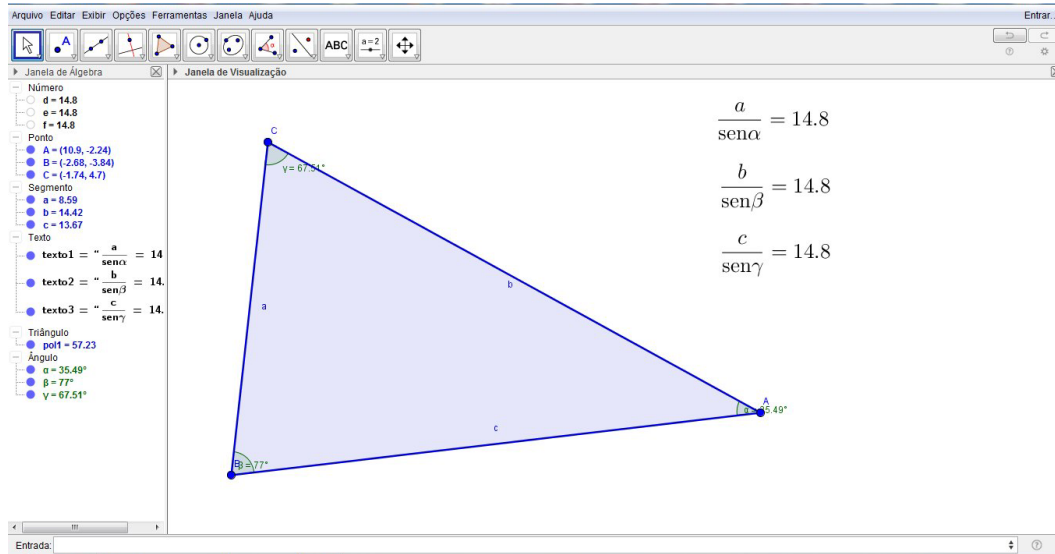 Arquivo Editar Exibir Opções Ferramentas Janela Ajuda Entrar...
A α ABC a=2
Janela de Álgebra
Janela de Visualização
Número
d = 14.8
e = 14.8
f = 14.8
Ponto
A = (10.9, -2.24)
B = (-2.68, -3.84)
C = (-1.74, 4.7)
Segmento
a = 8.59
b = 14.42
c = 13.67
Texto
texto1 = “ a/senα = 14
texto2 = “ b/senβ = 14.
texto3 = “ c/senγ = 14.
Triângulo
pol1 = 57.23
Ângulo
α = 35.49°
β = 77°
γ = 67.51°
C
γ = 67.51°
a
b
c
A
α = 35.49°
B
β = 77°
a/senα = 14.8
b/senβ = 14.8
c/senγ = 14.8
Entrada: